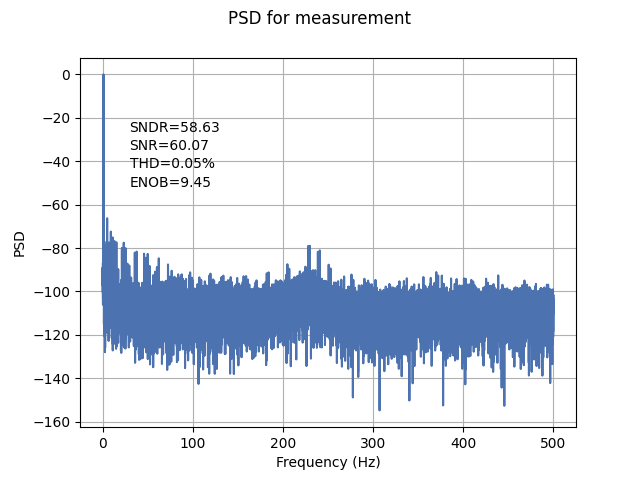 PSD for measurement
0
−20
−40
−60
−80
−100
−120
−140
−160
PSD
SNDR=58.63
SNR=60.07
THD=0.05%
ENOB=9.45
0 100 200 300 400 500
Frequency (Hz)